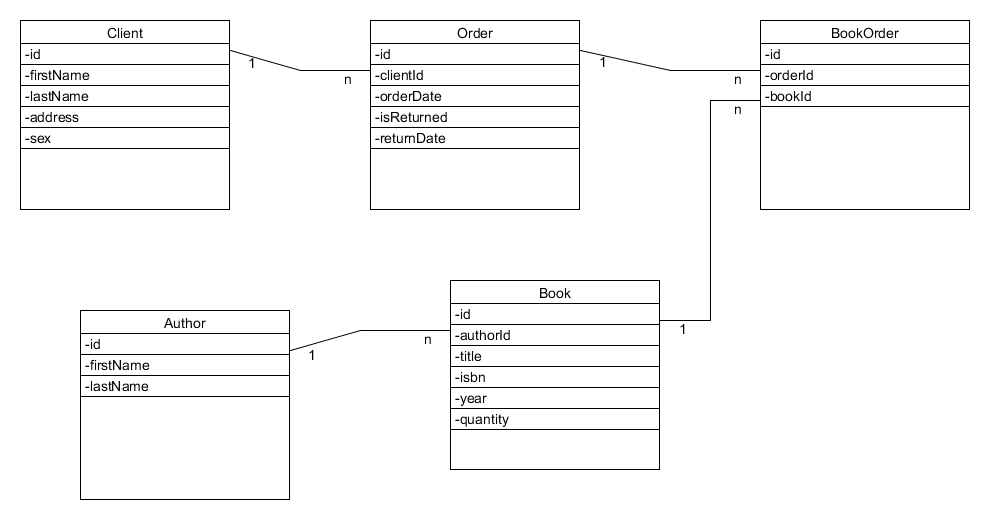 Client
-id
-firstName
-lastName
-address
-sex
1
n
Order
-id
-clientId
-orderDate
-isReturned
-returnDate
1
n
BookOrder
-id
-orderId
-bookId
n
Author
-id
-firstName
-lastName
1
n
Book
-id
-authorId
-title
-isbn
-year
-quantity
1